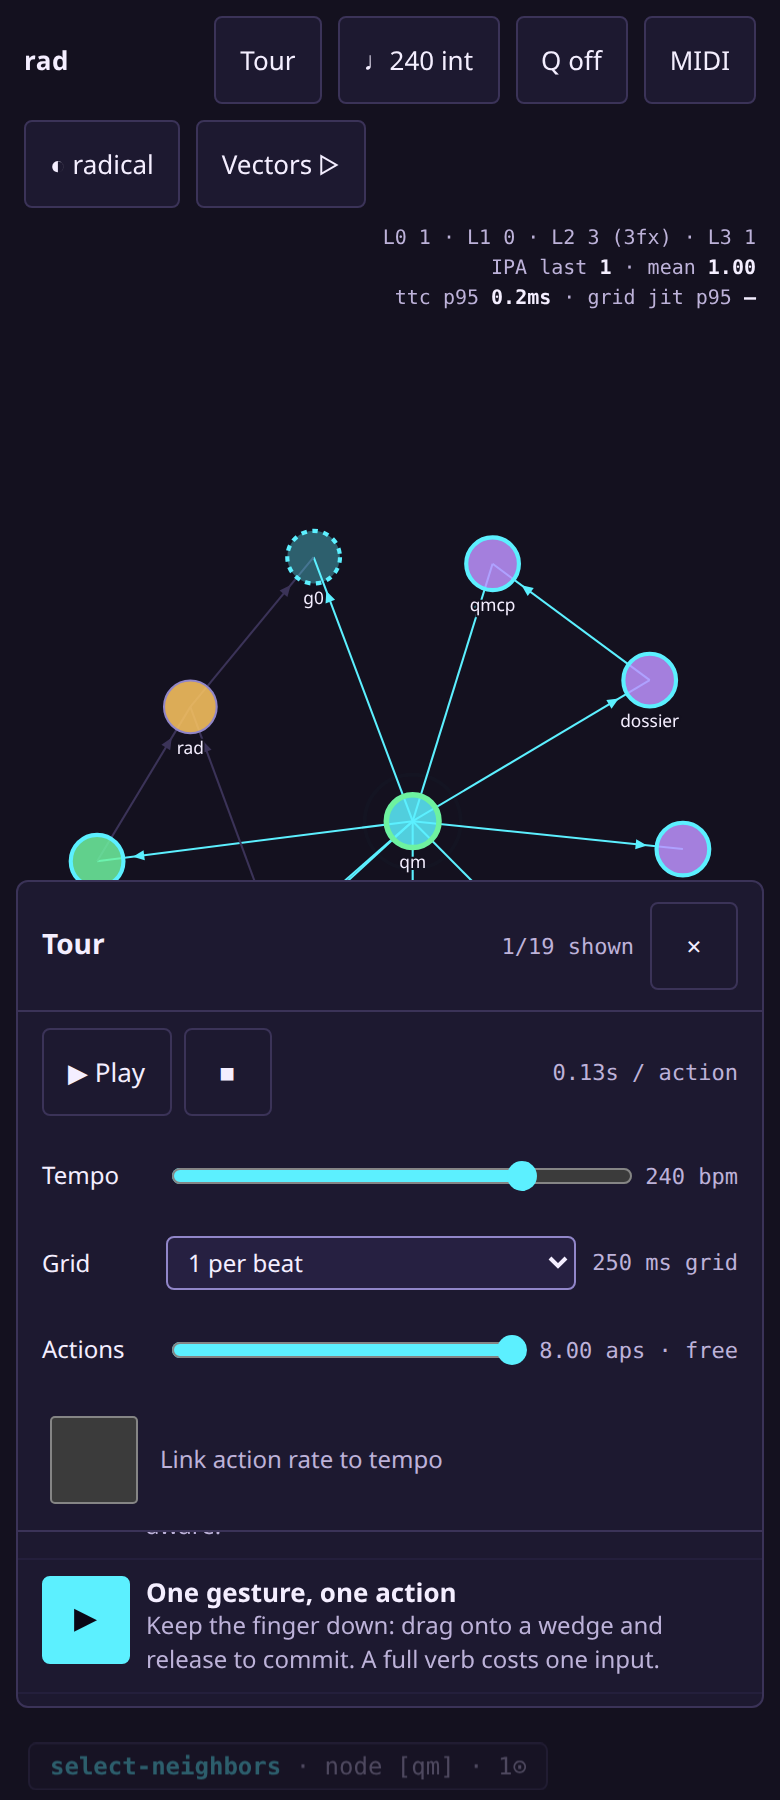 rad
Tour
♩ 240 int
Q off
MIDI
◐ radical
Vectors ▷
L0 1 · L1 0 · L2 3 (3fx) · L3 1
IPA last 1 · mean 1.00
ttc p95 0.2ms · grid jit p95 —
g0
qmcp
dossier
rad
qm
Tour
1/19 shown
×
▶ Play
■
0.13s / action
Tempo
240 bpm
Grid
1 per beat
250 ms grid
Actions
8.00 aps · free
Link action rate to tempo
aware.
▶
One gesture, one action
Keep the finger down: drag onto a wedge and
release to commit. A full verb costs one input.
select-neighbors · node [qm] · 1⊙